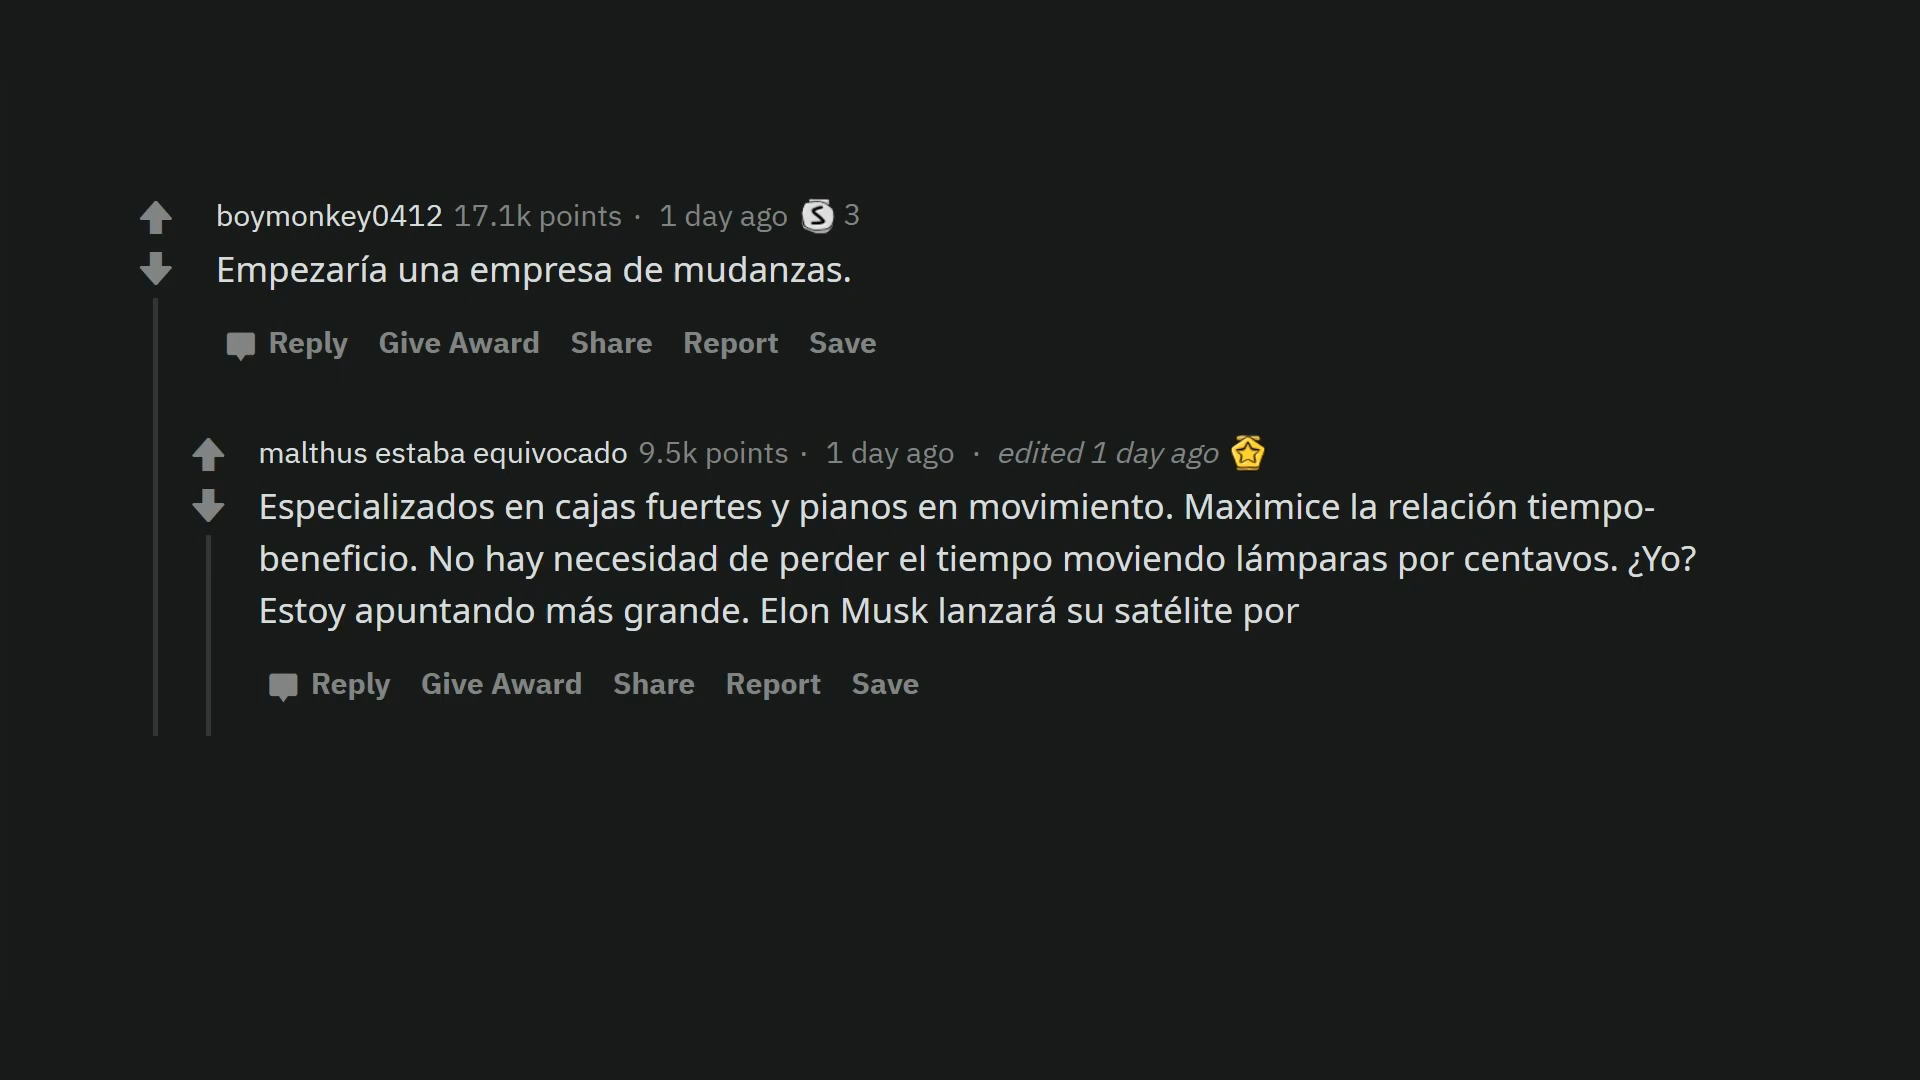 boymonkey0412 17.1k points · 1 day ago S 3
Empezaría una empresa de mudanzas.
Reply Give Award Share Report Save
malthus estaba equivocado 9.5k points · 1 day ago · edited 1 day ago
Especializados en cajas fuertes y pianos en movimiento. Maximice la relación tiempo-
beneficio. No hay necesidad de perder el tiempo moviendo lámparas por centavos. ¿Yo?
Estoy apuntando más grande. Elon Musk lanzará su satélite por
Reply Give Award Share Report Save